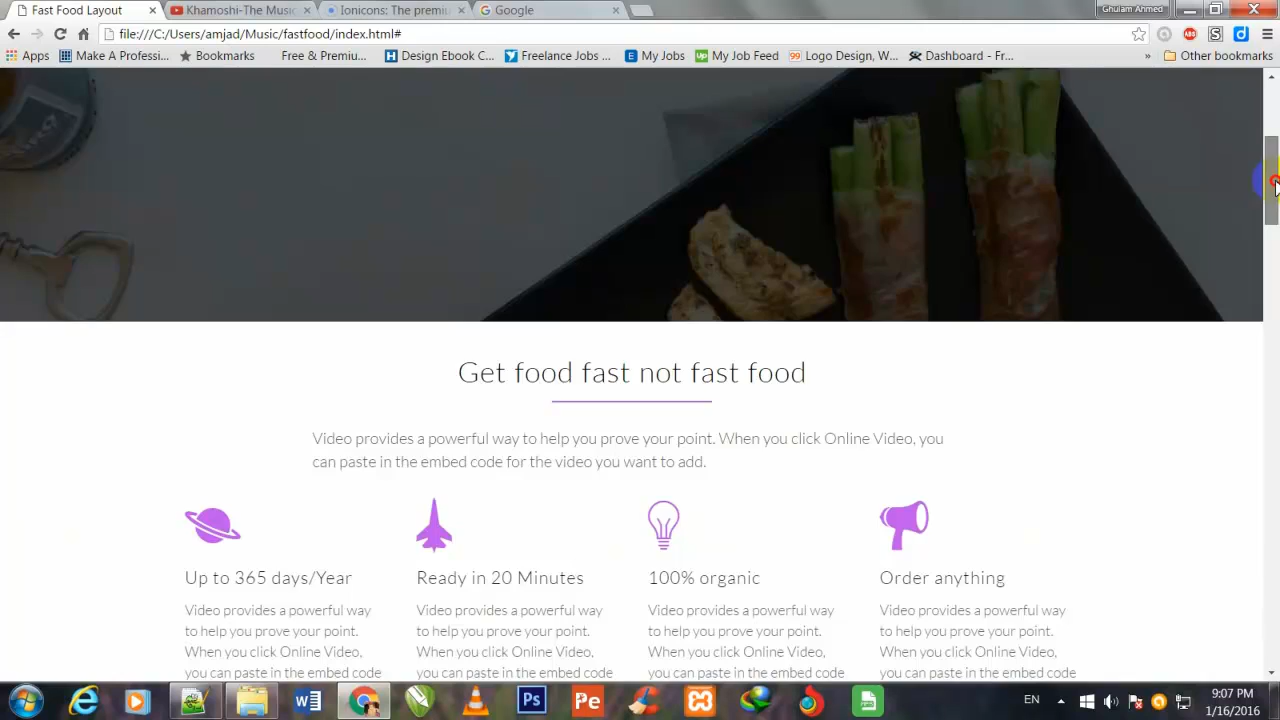 Fast Food Layout
Khamoshi-The Music
Ionicons: The premiu
Google
Ghulam Ahmed
file:///C:/Users/amjad/Music/fastfood/index.html#
ABP
S
d
Apps
Make A Professi...
Bookmarks
Free & Premiu...
H Design Ebook C...
Freelance Jobs ...
E My Jobs
Up My Job Feed
99 Logo Design, W...
Dashboard - Fr...
»
Other bookmarks
Get food fast not fast food
Video provides a powerful way to help you prove your point. When you click Online Video, you
can paste in the embed code for the video you want to add.
Up to 365 days/Year
Ready in 20 Minutes
100% organic
Order anything
Video provides a powerful way
to help you prove your point.
When you click Online Video,
you can paste in the embed code
Video provides a powerful way
to help you prove your point.
When you click Online Video,
you can paste in the embed code
Video provides a powerful way
to help you prove your point.
When you click Online Video,
you can paste in the embed code
Video provides a powerful way
to help you prove your point.
When you click Online Video,
you can paste in the embed code
W
Ps
Pe
EN
9:07 PM
1/16/2016